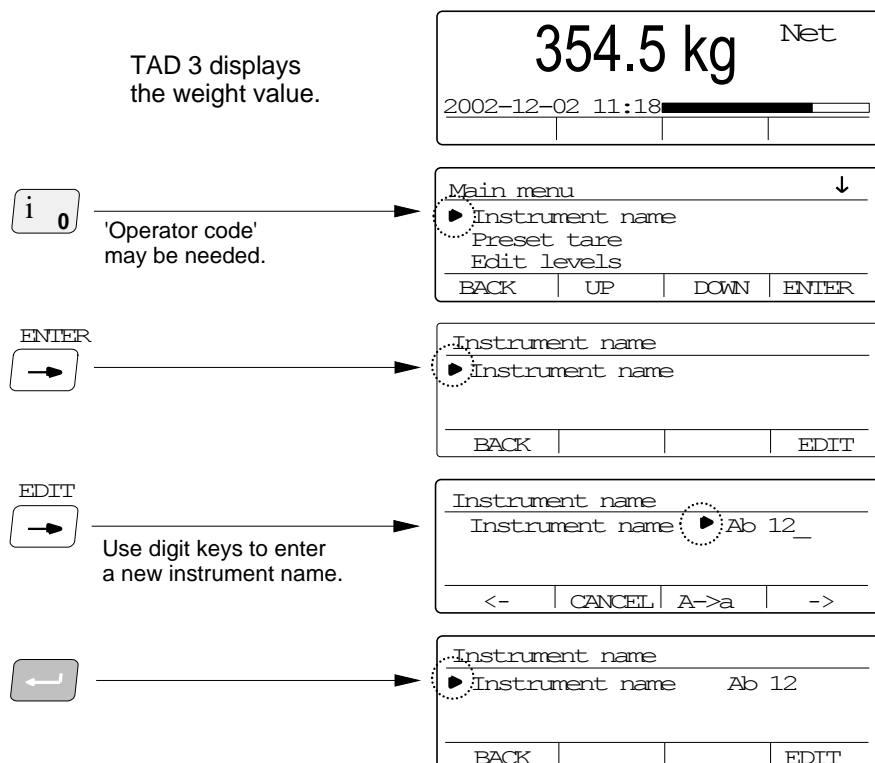 TAD 3 displays
the weight value.
354.5 kg Net
2002-12-02 11:18
i 0
'Operator code'
may be needed.
Main menu ↓
Instrument name
Preset tare
Edit levels
BACK UP DOWN ENTER
ENTER
Instrument name
Instrument name
BACK EDIT
EDIT
Use digit keys to enter
a new instrument name.
Instrument name
Instrument name Ab 12_
<- CANCEL A->a ->
Instrument name
Instrument name Ab 12
BACK EDIT